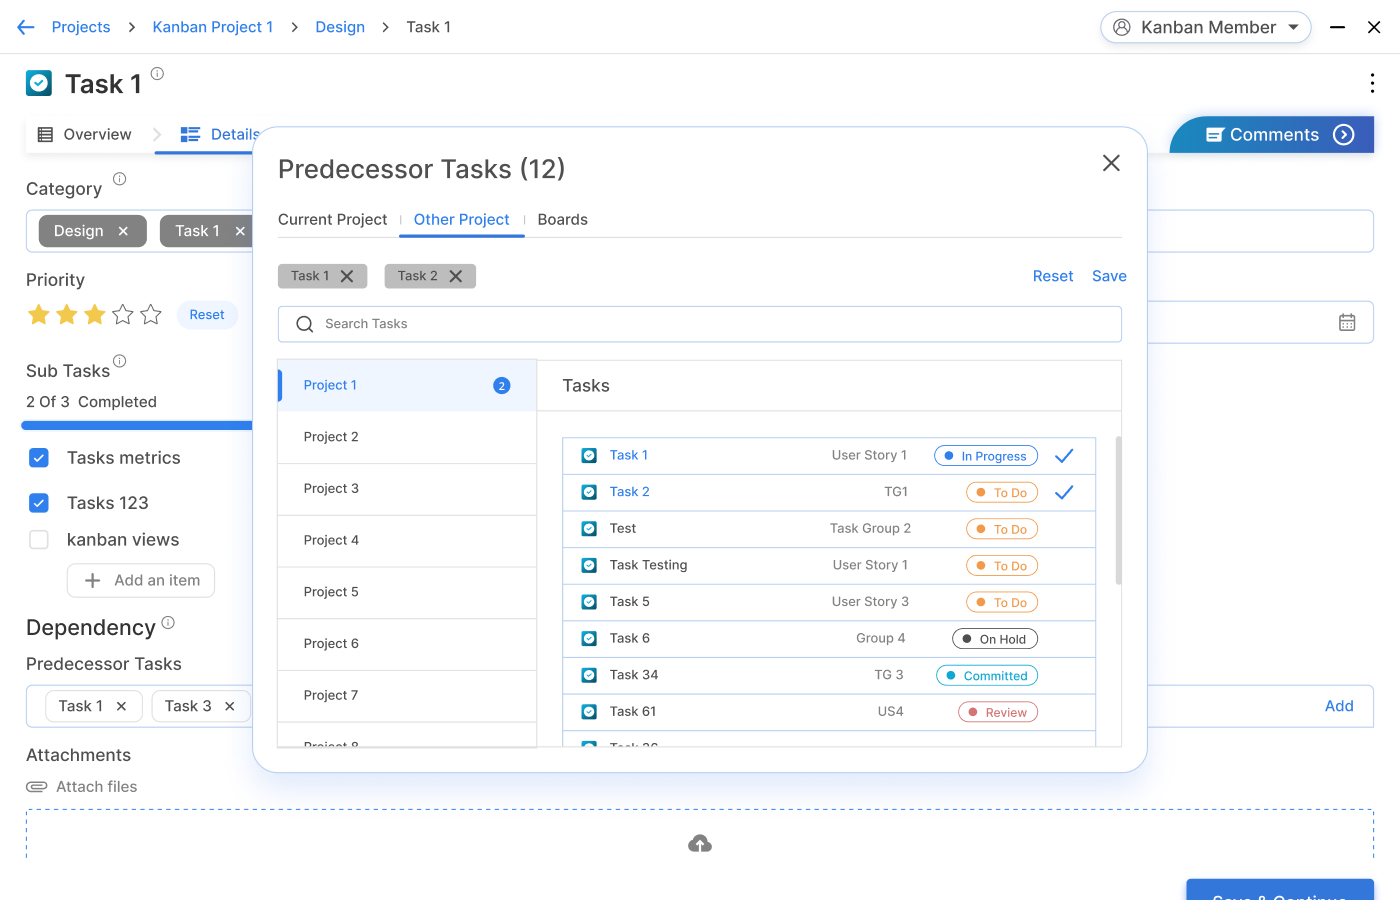 Projects > Kanban Project 1 > Design > Task 1
Kanban Member
Task 1
Overview
Details
Comments
Category
Design
Task 1
Priority
Reset
Sub Tasks
2 Of 3 Completed
Tasks metrics
Tasks 123
kanban views
Add an item
Dependency
Predecessor Tasks
Task 1
Task 3
Add
Attachments
Attach files
Save & Continue
Predecessor Tasks (12)
Current Project
Other Project
Boards
Task 1
Task 2
Reset
Save
Search Tasks
Project 1 2
Project 2
Project 3
Project 4
Project 5
Project 6
Project 7
Project 8
Tasks
Task 1 User Story 1 In Progress
Task 2 TG1 To Do
Test Task Group 2 To Do
Task Testing User Story 1 To Do
Task 5 User Story 3 To Do
Task 6 Group 4 On Hold
Task 34 TG 3 Committed
Task 61 US4 Review
Task